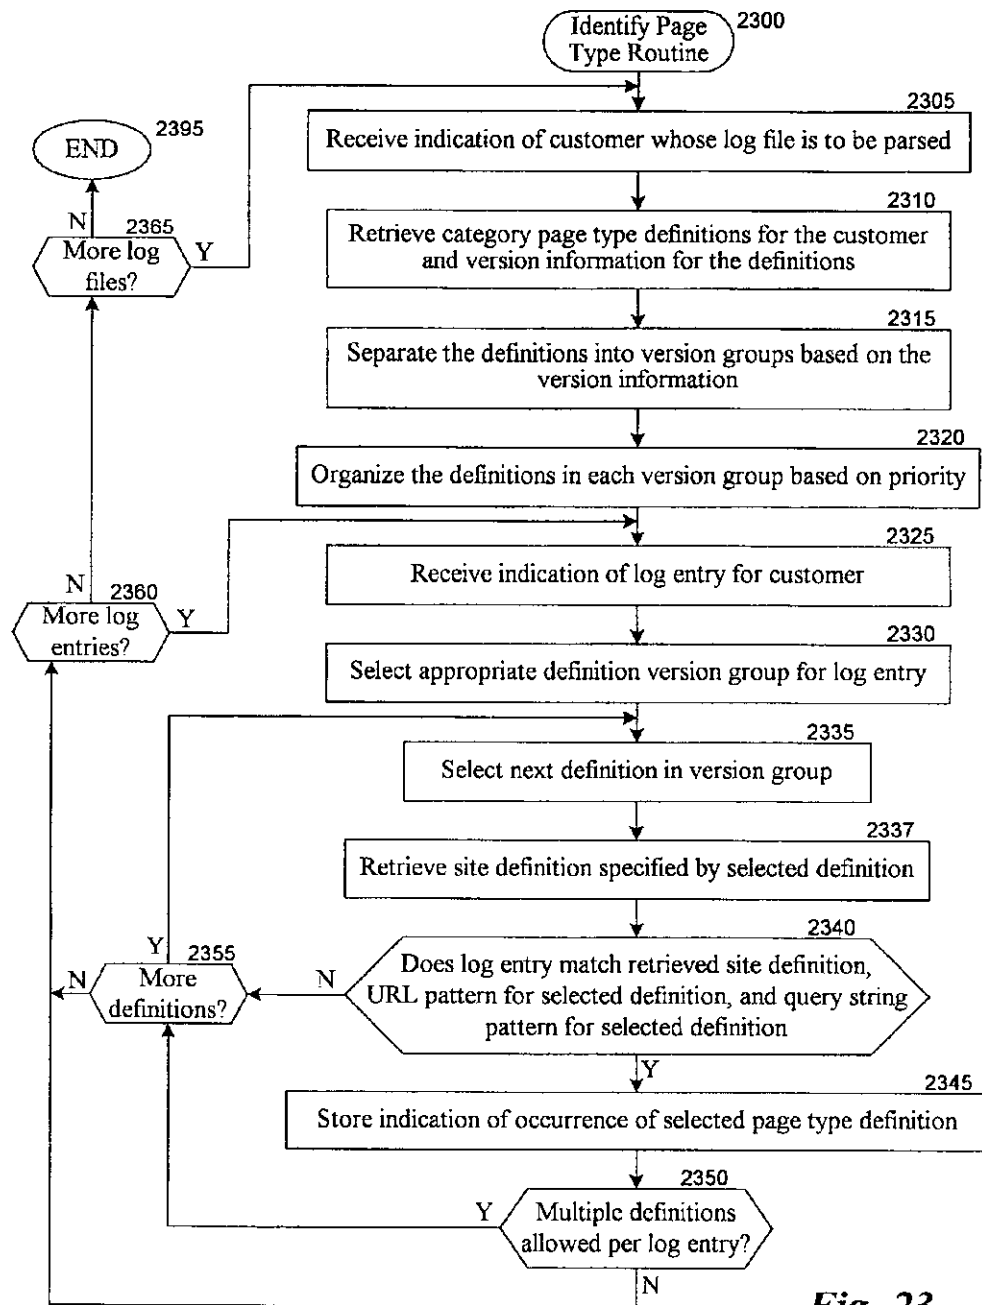 Identify Page
Type Routine
2300
2305
Receive indication of customer whose log file is to be parsed
2395
END
2310
Retrieve category page type definitions for the customer
and version information for the definitions
N
2365
More log
files?
Y
2315
Separate the definitions into version groups based on the
version information
2320
Organize the definitions in each version group based on priority
2325
Receive indication of log entry for customer
N
2360
More log
entries?
Y
2330
Select appropriate definition version group for log entry
2335
Select next definition in version group
2337
Retrieve site definition specified by selected definition
2340
Does log entry match retrieved site definition,
URL pattern for selected definition, and query string
pattern for selected definition
Y
2355
N
More
definitions?
N
Y
2345
Store indication of occurrence of selected page type definition
2350
Multiple definitions
allowed per log entry?
Y
N
Fig. 23